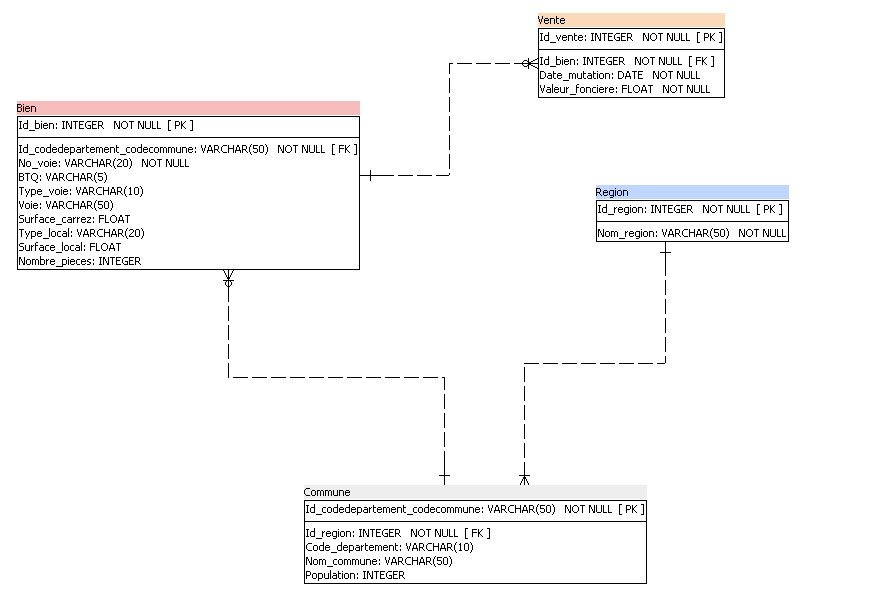 Vente
Id_vente: INTEGER NOT NULL [ PK ]
Id_bien: INTEGER NOT NULL [ FK ]
Date_mutation: DATE NOT NULL
Valeur_fonciere: FLOAT NOT NULL
Bien
Id_bien: INTEGER NOT NULL [ PK ]
Id_codedepartement_codecommune: VARCHAR(50) NOT NULL [ FK ]
No_voie: VARCHAR(20) NOT NULL
BTQ: VARCHAR(5)
Type_voie: VARCHAR(10)
Voie: VARCHAR(50)
Surface_carrez: FLOAT
Type_local: VARCHAR(20)
Surface_local: FLOAT
Nombre_pieces: INTEGER
Region
Id_region: INTEGER NOT NULL [ PK ]
Nom_region: VARCHAR(50) NOT NULL
Commune
Id_codedepartement_codecommune: VARCHAR(50) NOT NULL [ PK ]
Id_region: INTEGER NOT NULL [ FK ]
Code_departement: VARCHAR(10)
Nom_commune: VARCHAR(50)
Population: INTEGER